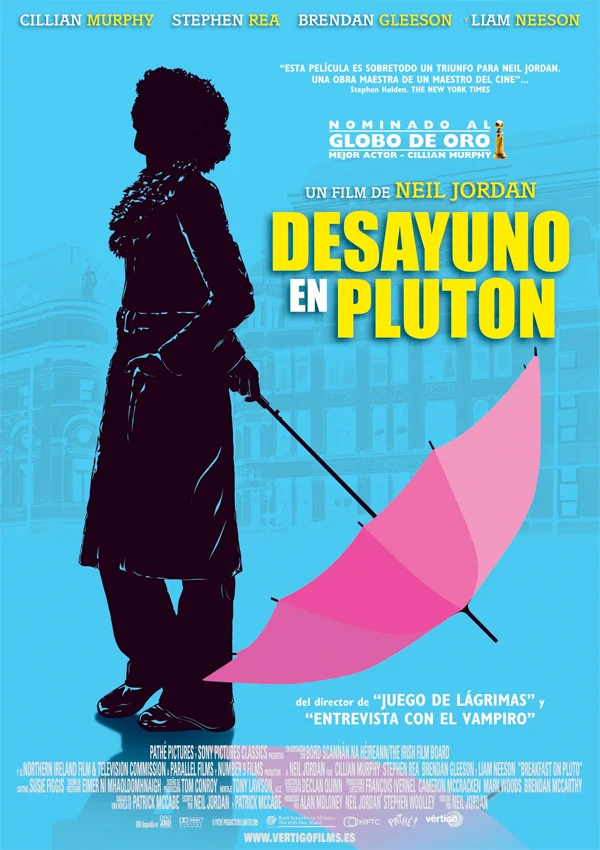 CILLIAN MURPHY STEPHEN REA BRENDAN GLEESON Y LIAM NEESON
“ESTA PELÍCULA ES SOBRETODO UN TRIUNFO PARA NEIL JORDAN.
UNA OBRA MAESTRA DE UN MAESTRO DEL CINE”...
Stephen Holden. THE NEW YORK TIMES
NOMINADO AL
GLOBO DE ORO
MEJOR ACTOR - CILLIAN MURPHY
UN FILM DE NEIL JORDAN
DESAYUNO
EN PLUTON
del director de “JUEGO DE LÁGRIMAS” y
“ENTREVISTA CON EL VAMPIRO”
PATHÉ PICTURES SONY PICTURES CLASSICS BORD SCANNÁN NA HÉIREANN/THE IRISH FILM BOARD
NORTHERN IRELAND FILM & TELEVISION COMMISSION PARALLEL FILMS NUMBER 9 FILMS NEIL JORDAN CILLIAN MURPHY STEPHEN REA BRENDAN GLEESON LIAM NEESON "BREAKFAST ON PLUTO"
SUSIE FIGGIS EIMER NI MHAOLDOMHNAIGH TOM CONROY TONY LAWSON DECLAN QUINN FRANÇOIS IVERNEL CAMERON MCCRACKEN MARK WOODS BRENDAN MCCARTHY
PATRICK MCCABE NEIL JORDAN PATRICK MCCABE ALAN MOLONEY NEIL JORDAN STEPHEN WOOLLEY NEIL JORDAN
NIFTC PATHÉ! vértigo
WWW.VERTIGOFILMS.ES